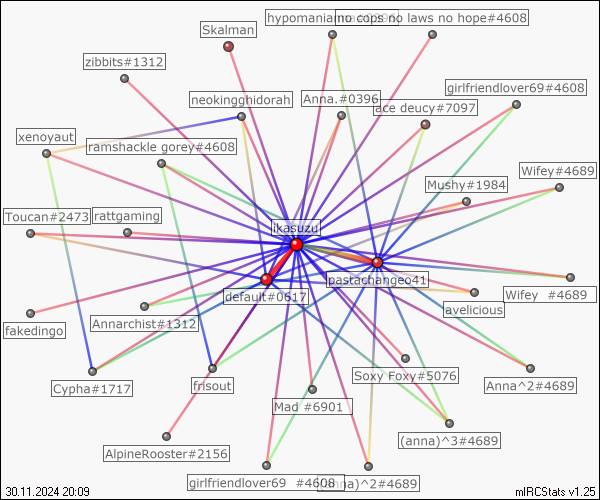 hypomania
no cops no laws no hope#4608
Skalman
zibbits#1312
girlfriendlover69#4608
neokingghidorah
Anna.#0396
ace deucy#7097
xenoyaut
ramshackle gorey#4608
Wifey#4689
Mushy#1984
Toucan#2473
rattgaming
ikasuzu
pastachangeo41
default#0617
Wifey #4689
avelicious
Annarchist#1312
fakedingo
Soxy Foxy#5076
Cypha#1717
frisout
Anna^2#4689
Mad #6901
(anna)^3#4689
AlpineRooster#2156
girlfriendlover69 #4608
)^2#4689
30.11.2024 20:09
mIRCStats v1.25